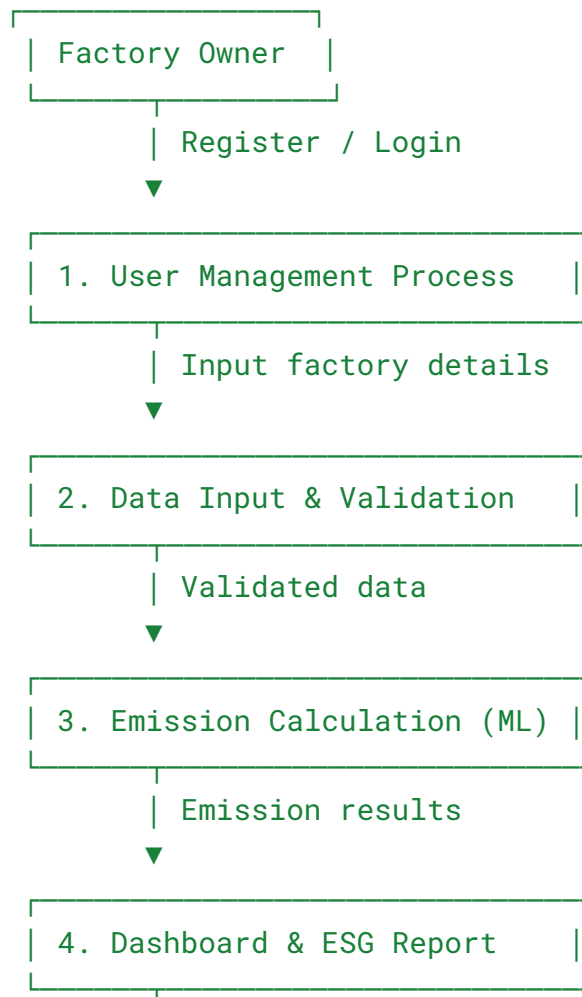 Factory Owner
Register / Login
▼
1. User Management Process
Input factory details
▼
2. Data Input & Validation
Validated data
▼
3. Emission Calculation (ML)
Emission results
▼
4. Dashboard & ESG Report